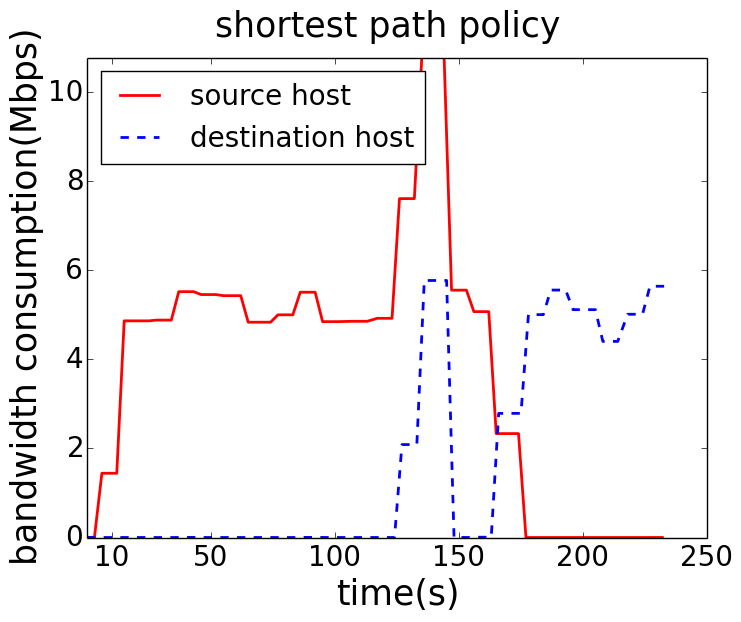 shortest path policy
bandwidth consumption(Mbps)
10
8
6
4
2
0
source host
destination host
10 50 100 150 200 250
time(s)